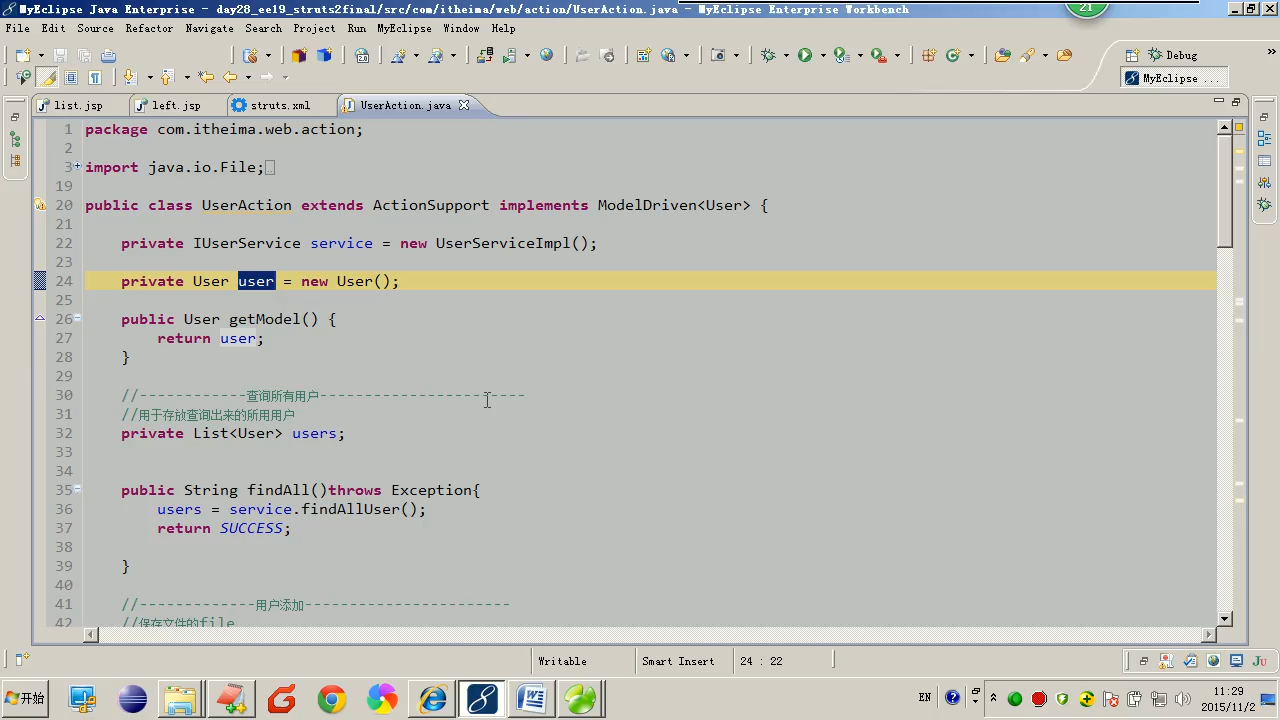 MyEclipse Java Enterprise - day28_ee19_struts2final/src/com/itheima/web/action/UserAction.java - MyEclipse Enterprise Workbench
21
File Edit Source Refactor Navigate Search Project Run MyEclipse Window Help
Debug
MyEclipse ...
list.jsp left.jsp struts.xml UserAction.java
1 package com.itheima.web.action;
2
3 import java.io.File;
19
20 public class UserAction extends ActionSupport implements ModelDriven<User> {
21
22 private IUserService service = new UserServiceImpl();
23
24 private User user = new User();
25
26 public User getModel() {
27 return user;
28 }
29
30 //------------查询所有用户-----------------------
31 //用于存放查询出来的所用用户
32 private List<User> users;
33
34
35 public String findAll()throws Exception{
36 users = service.findAllUser();
37 return SUCCESS;
38
39 }
40
41 //-------------用户添加-----------------------
42 //保存文件的file
Writable Smart Insert 24 : 22
Ju
开始
EN
11:29
2015/11/2